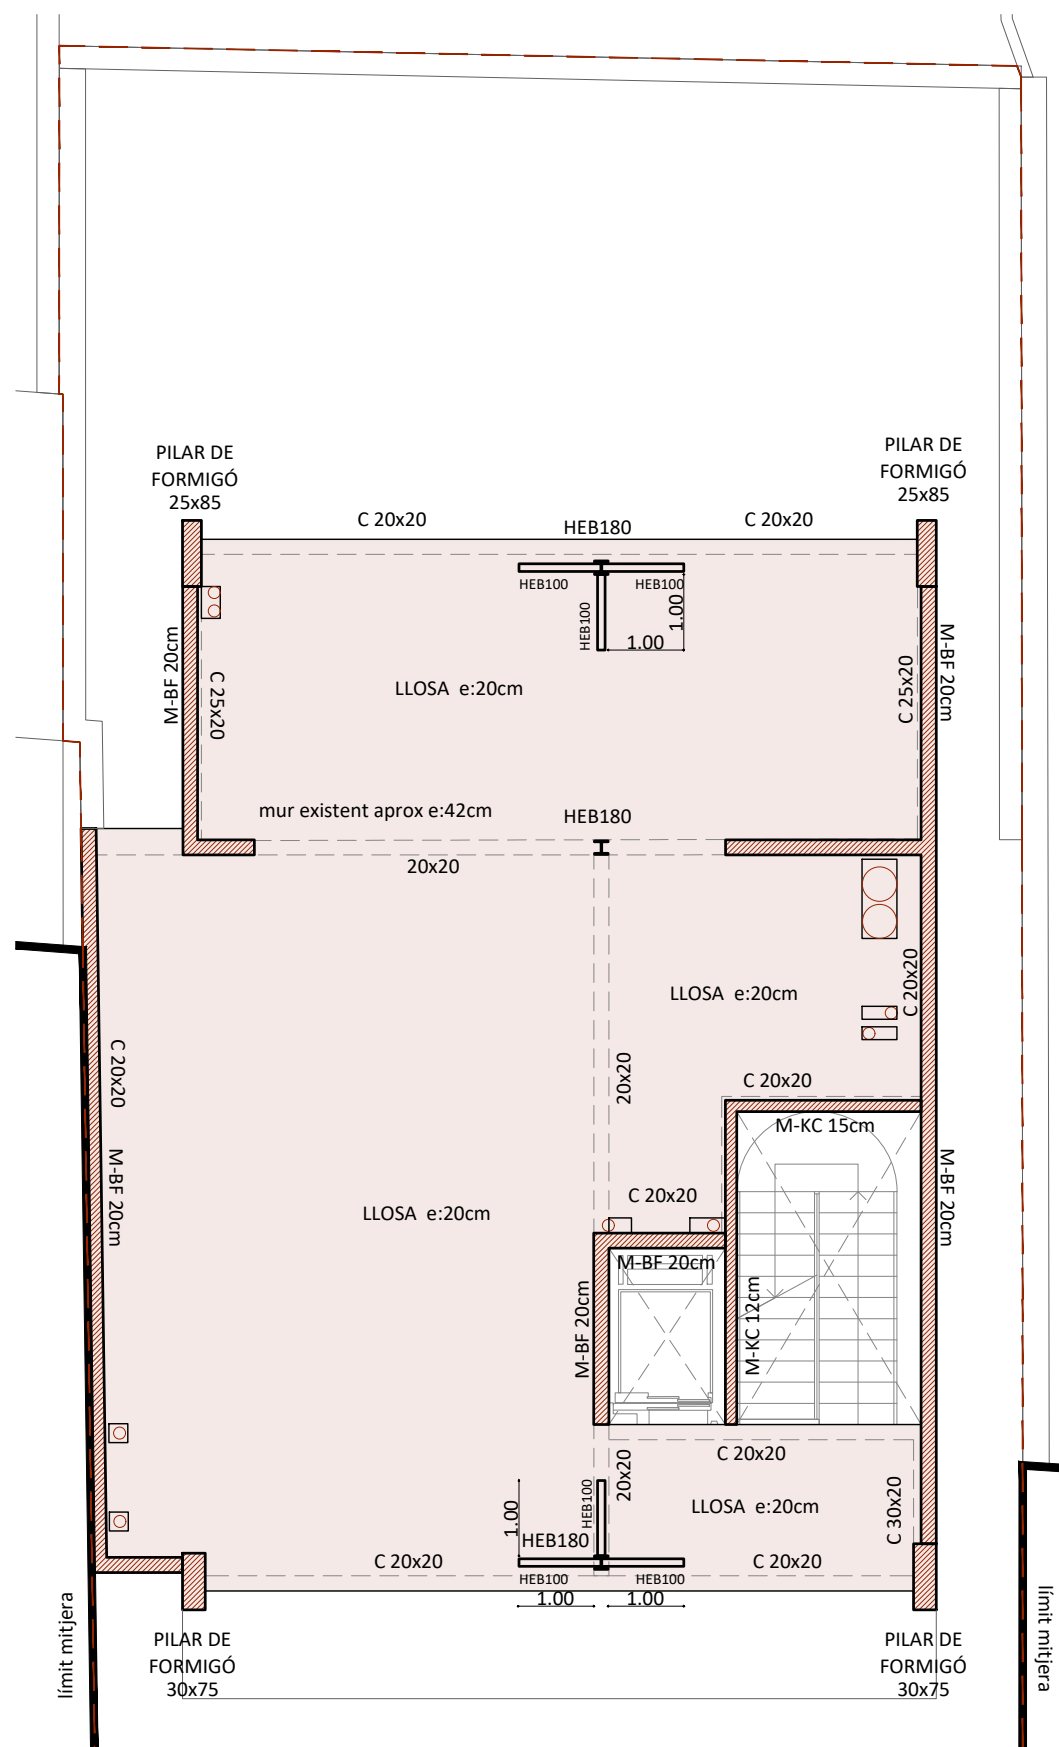 PILAR DE
FORMIGÓ
25x85
PILAR DE
FORMIGÓ
25x85
C 20x20
HEB180
C 20x20
HEB100
HEB100
HEB100
1.00
1.00
M-BF 20cm
C 25x20
LLOSA e:20cm
C 25x20
M-BF 20cm
mur existent aprox e:42cm
HEB180
20x20
LLOSA e:20cm
C 20x20
C 20x20
20x20
C 20x20
M-KC 15cm
M-BF 20cm
C 20x20
LLOSA e:20cm
M-BF 20cm
M-BF 20cm
M-BF 20cm
M-KC 12cm
C 20x20
20x20
LLOSA e:20cm
C 30x20
1.00
HEB100
HEB180
C 20x20
C 20x20
HEB100
HEB100
1.00
1.00
límit mitjera
límit mitjera
PILAR DE
FORMIGÓ
30x75
PILAR DE
FORMIGÓ
30x75